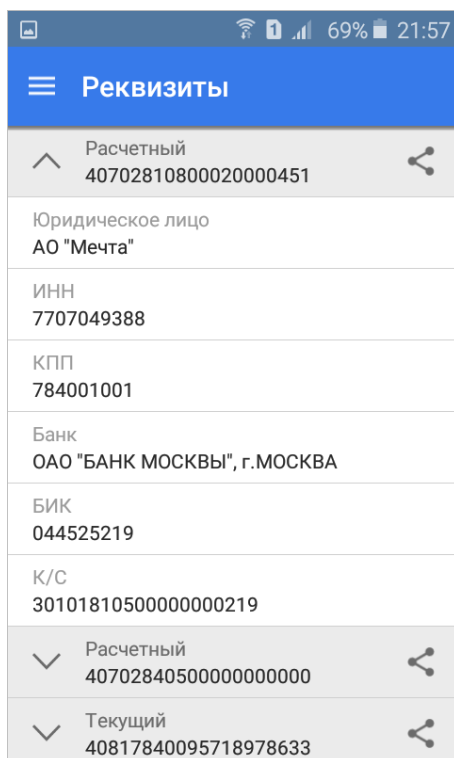 1 69% 21:57
Реквизиты
Расчетный
40702810800020000451
Юридическое лицо
АО "Мечта"
ИНН
7707049388
КПП
784001001
Банк
ОАО "БАНК МОСКВЫ", г.МОСКВА
БИК
044525219
К/С
30101810500000000219
Расчетный
40702840500000000000
Текущий
40817840095718978633